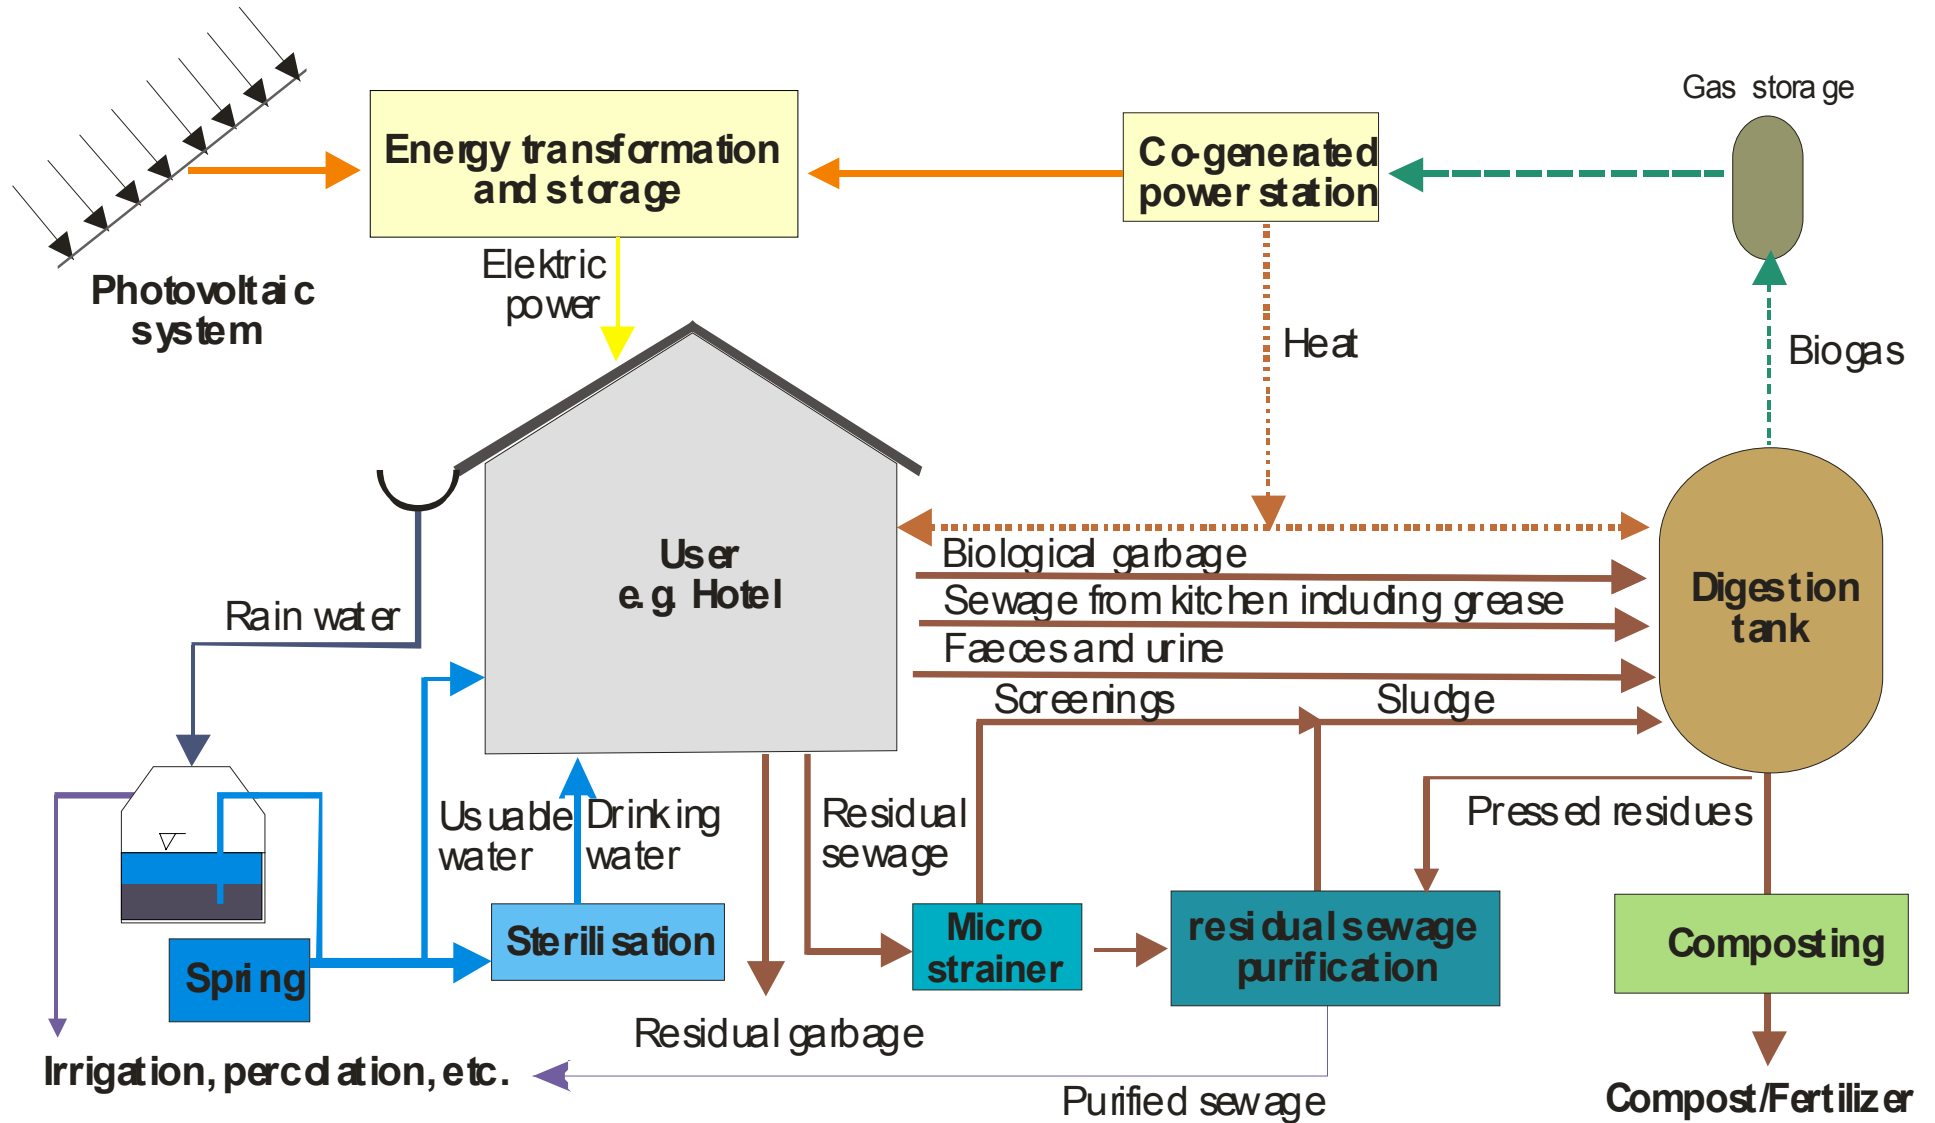 Gas storage
Energy transformation
and storage
Co-generated
power station
Photovoltaic
system
Elektric
power
Heat
Biogas
User
e.g. Hotel
Biological garbage
Sewage from kitchen including grease
Faeces and urine
Screenings
Sludge
Digestion
tank
Rain water
Usuable
water
Drinking
water
Residual
sewage
Pressed residues
Spring
Sterilisation
Micro
strainer
residual sewage
purification
Composting
Residual garbage
Irrigation, percolation, etc.
Purified sewage
Compost/Fertilizer